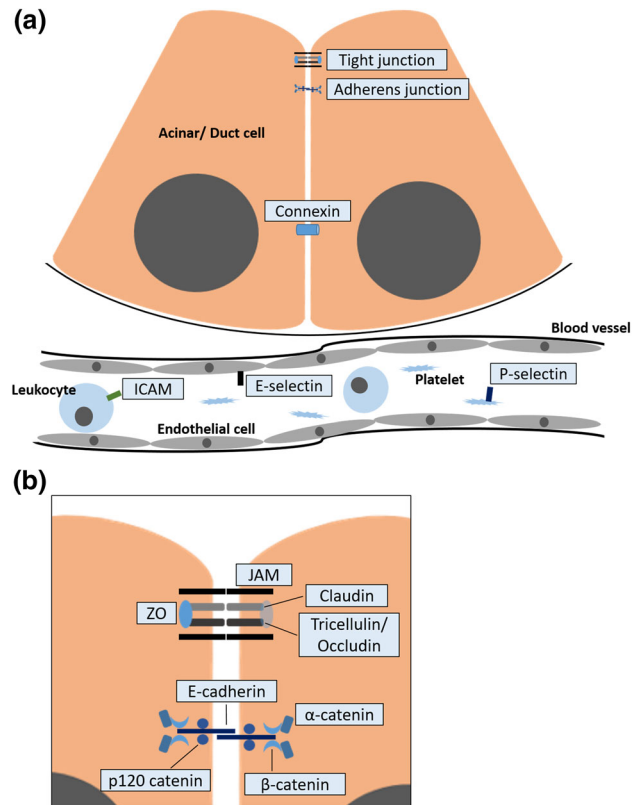 (a)
Tight junction
Adherens junction
Acinar/ Duct cell
Connexin
Blood vessel
Leukocyte
ICAM
E-selectin
Platelet
P-selectin
Endothelial cell
(b)
JAM
ZO
Claudin
Tricellulin/
Occludin
E-cadherin
α-catenin
p120 catenin
β-catenin